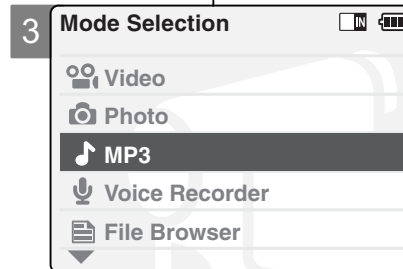 3
Mode Selection
IN
Video
Photo
MP3
Voice Recorder
File Browser